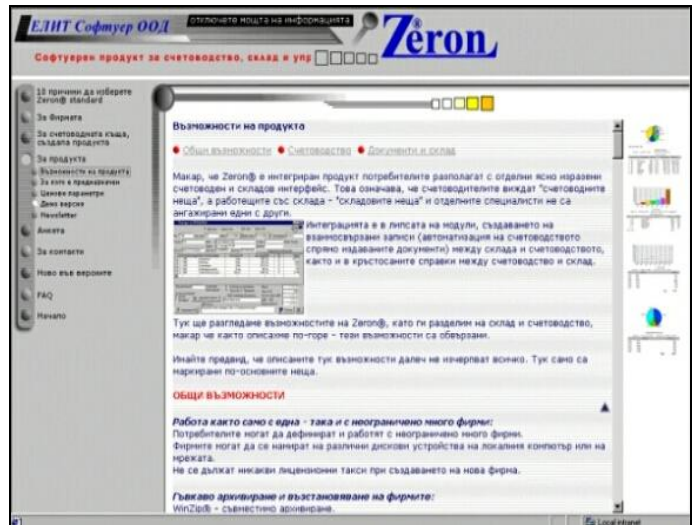 ЕЛИТ Софтуер ООД
отключете мощта на информацията
Zeron
Софтуерен продукт за счетоводство, склад и упр
10 причини да изберете
Zeron® standard
За Фирмата
За счетоводната къща,
създала продукта
За продукта
Възможности на продукта
За кого е предназначен
Ценови параметри
Демо версия
Newsletter
Анкета
За контакти
Ново във версиите
FAQ
Начало
Възможности на продукта
Общи възможности Счетоводство Документи и склад
Макар, че Zeron® е интегриран продукт потребителите разполагат с отделни ясно изразени
счетоводен и складов интерфейс. Това означава, че счетоводителите виждат "счетоводните
неща", а работещите със склада - "складовите неща" и отделните специалисти не са
ангажирани едни с други.
Интеграцията е в липсата на модули, създаването на
взаимносвързани записи (автоматизация на счетоводството
спрямо издаваните документи) между склада и счетоводството,
както и в кръстосаните справки между счетоводство и склад.
Тук ще разгледаме възможностите на Zeron®, като ги разделим на склад и счетоводство,
макар че както описахме по-горе - тези възможности са обвързани.
Имайте предвид, че описаните тук възможности далеч не изчерпват всичко. Тук само са
маркирани по-основните неща.
ОБЩИ ВЪЗМОЖНОСТИ
Работа както само с една - така и с неограничено много фирми:
Потребителите могат да дефинират и работят с неограничено много фирми.
Фирмите могат да се намират на различни дискови устройства на локалния компютър или на
мрежата.
Не се дължат никакви лицензионни такси при създаването на нова фирма.
Гъвкаво архивиране и възстановяване на фирмите:
WinZip® - съвместимо архивиране.
Local intranet